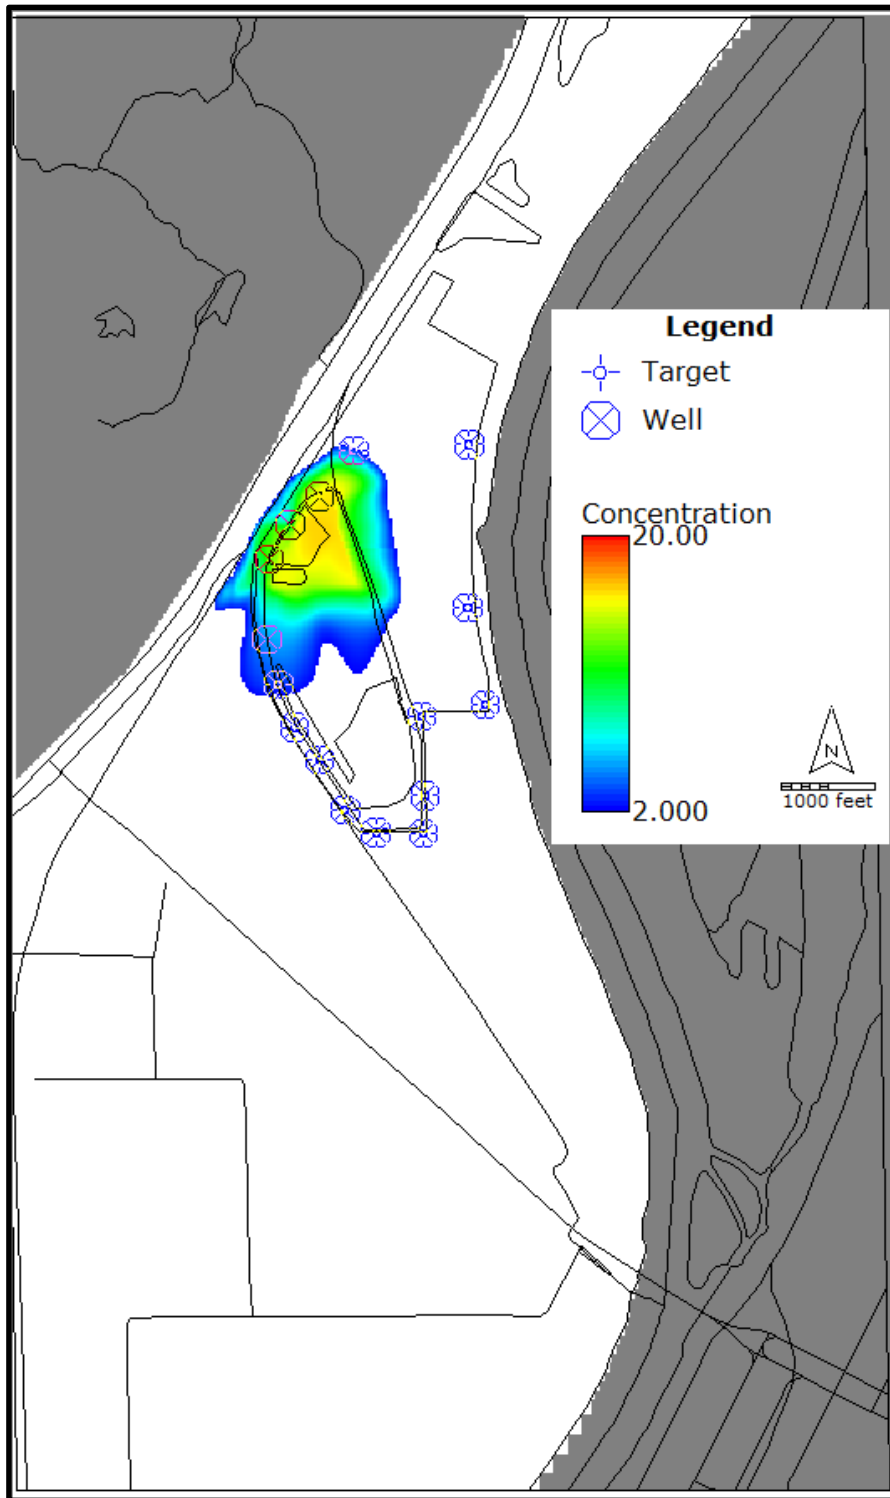 Legend
Target
Well
Concentration
20.00
2.000
N
1000 feet